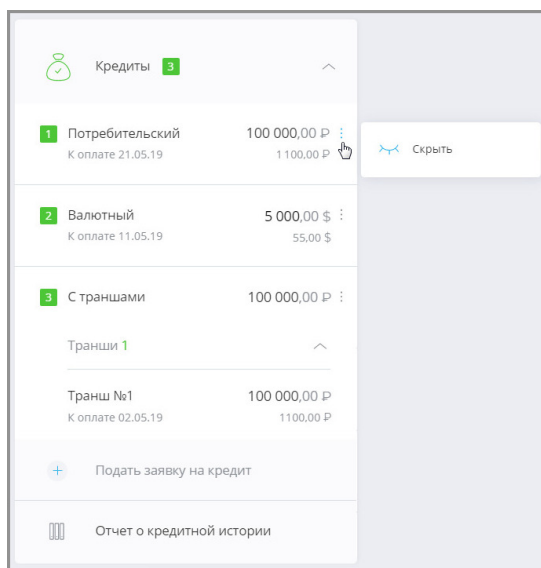 Кредиты 3
1 Потребительский 100 000,00 ₽
К оплате 21.05.19 1 100,00 ₽
Скрыть
2 Валютный 5 000,00 $
К оплате 11.05.19 55,00 $
3 С траншами 100 000,00 ₽
Транши 1
Транш №1 100 000,00 ₽
К оплате 02.05.19 1100,00 ₽
+ Подать заявку на кредит
Отчет о кредитной истории